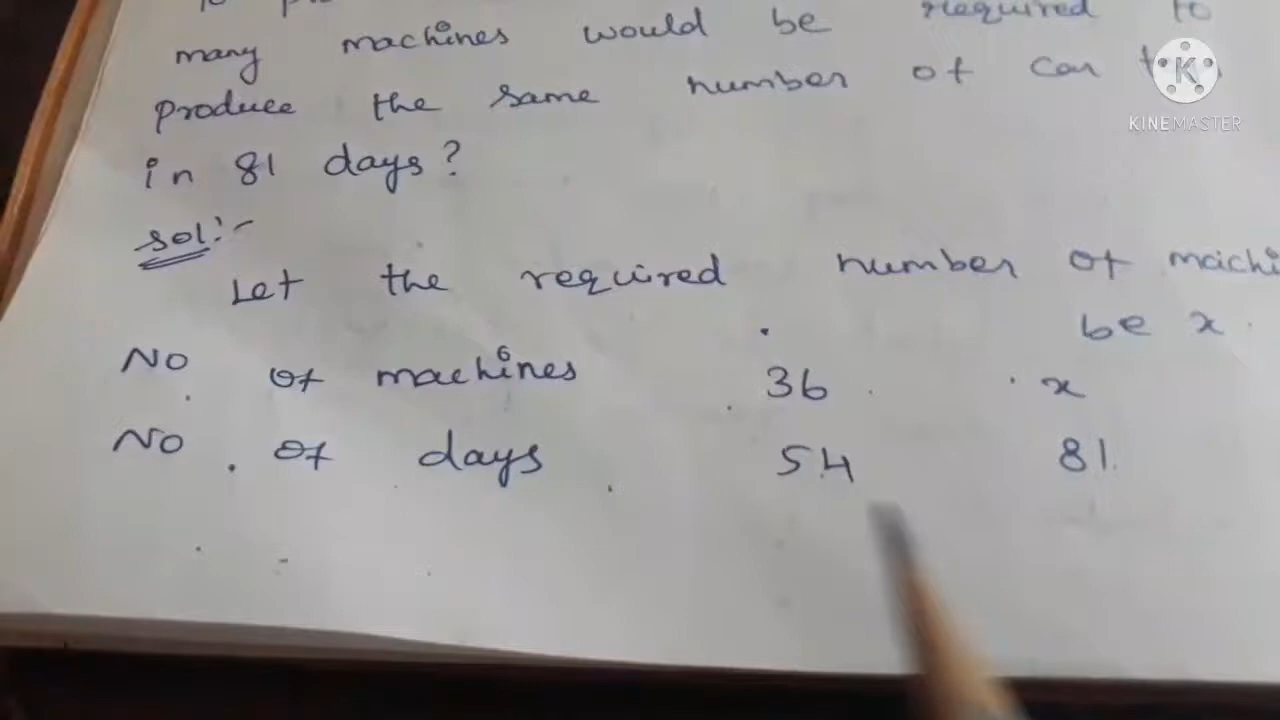 many machines would be required to
produce the same number of
in 81 days?
sol:-
Let the required number of
be x.
No of machines 36 x
No of days 54 81
KINEMASTER